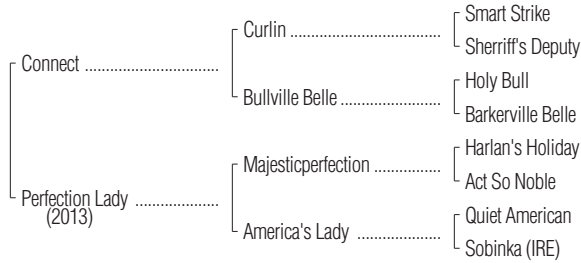 Smart Strike
Curlin ..........................
Sherriff's Deputy
Connect ..................................
Holy Bull
Bullville Belle ...................
Barkerville Belle
Harlan's Holiday
Majesticperfection ............
Act So Noble
Perfection Lady .....................
(2013)
Quiet American
America's Lady ..................
Sobinka (IRE)